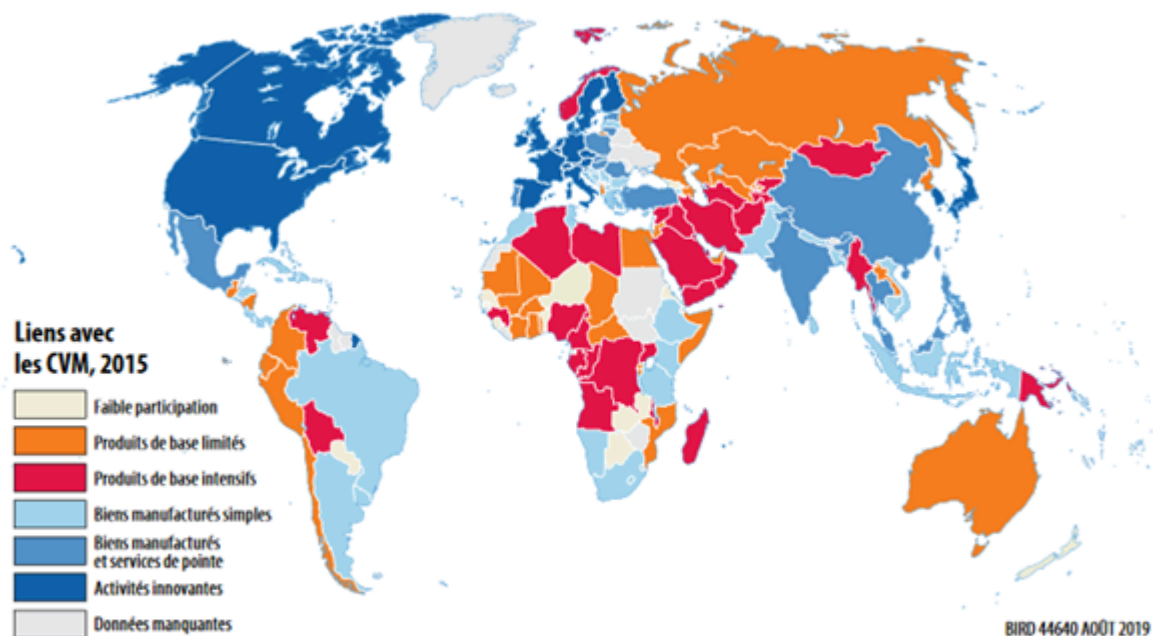 Liens avec
les CVM, 2015
Faible participation
Produits de base limités
Produits de base intensifs
Biens manufacturés simples
Biens manufacturés
et services de pointe
Activités innovantes
Données manquantes
BIRD 44640 AOÛT 2019